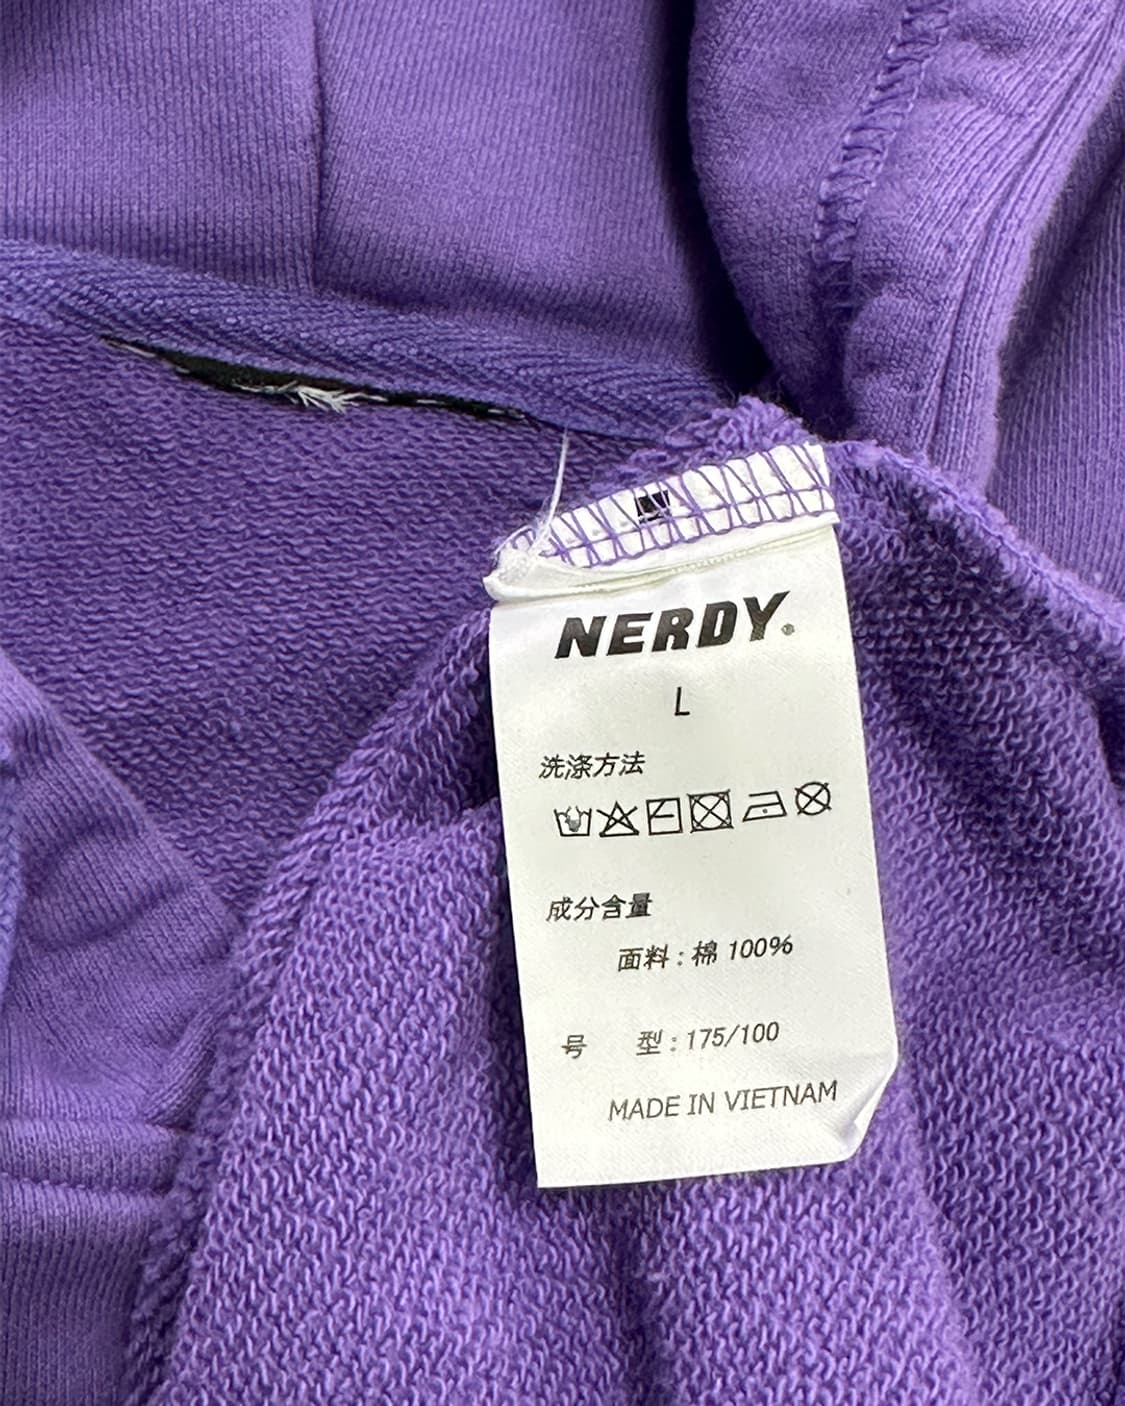 NERDY®
L
洗涤方法
成分含量
面料：棉 100%
号 型：175/100
MADE IN VIETNAM